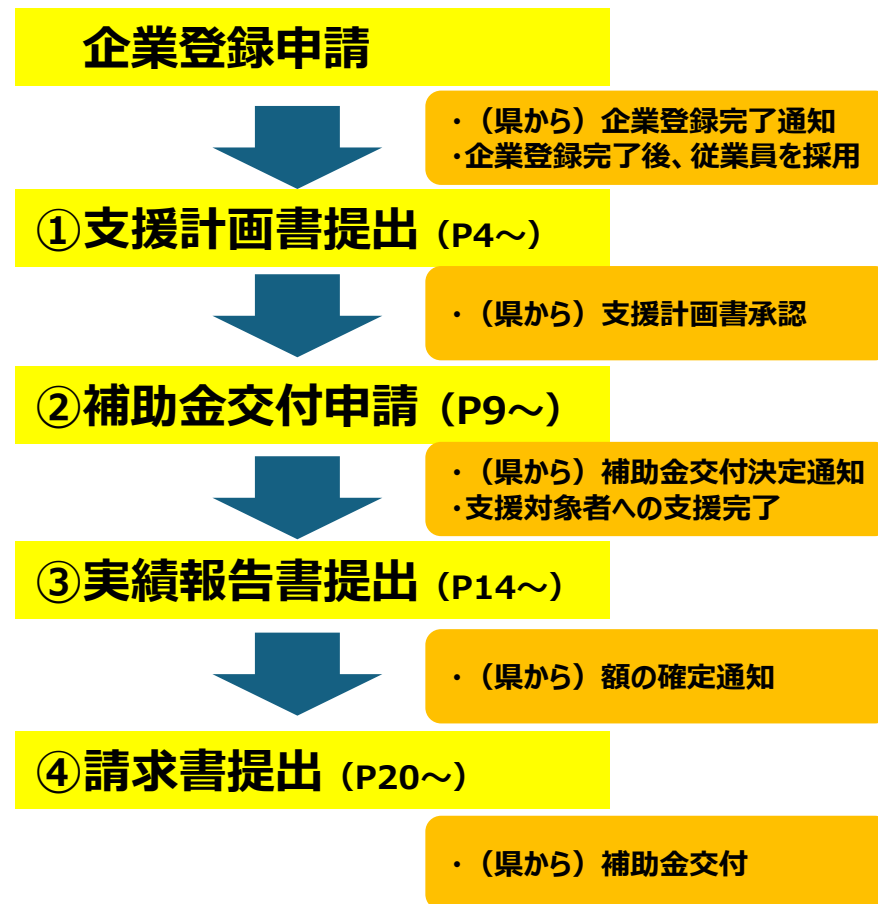 企業登録申請
・（県から）企業登録完了通知
・企業登録完了後、従業員を採用
①支援計画書提出（P4～）
・（県から）支援計画書承認
②補助金交付申請（P9～）
・（県から）補助金交付決定通知
・支援対象者への支援完了
③実績報告書提出（P14～）
・（県から）額の確定通知
④請求書提出（P20～）
・（県から）補助金交付